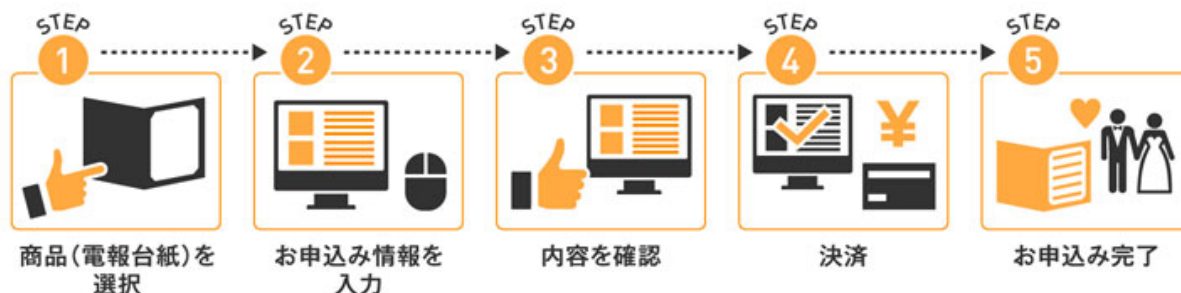 STEP
1
商品(電報台紙)を
選択
STEP
2
お申込み情報を
入力
STEP
3
内容を確認
STEP
4
¥
決済
STEP
5
お申込み完了